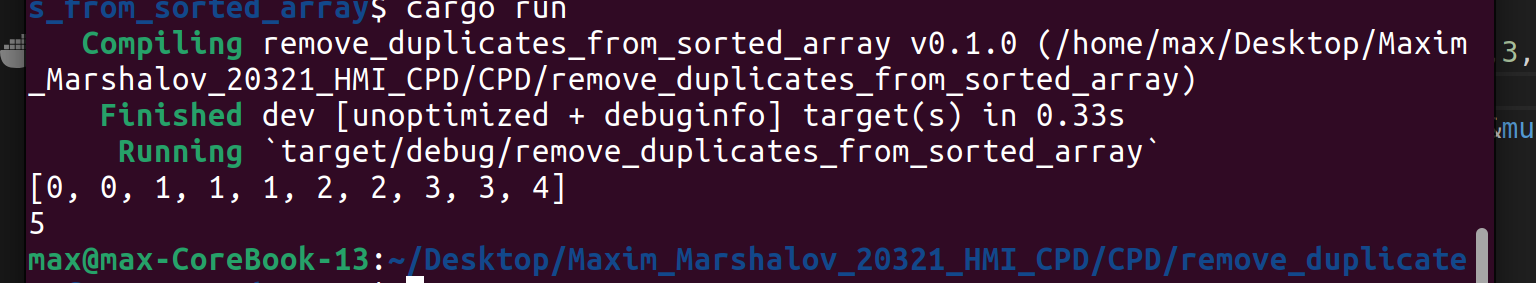 s_from_sorted_array$ cargo run
   Compiling remove_duplicates_from_sorted_array v0.1.0 (/home/max/Desktop/Maxim
_Marshalov_20321_HMI_CPD/CPD/remove_duplicates_from_sorted_array)
3,
    Finished dev [unoptimized + debuginfo] target(s) in 0.33s
&mu
     Running `target/debug/remove_duplicates_from_sorted_array`
[0, 0, 1, 1, 1, 2, 2, 3, 3, 4]
5
max@max-CoreBook-13:~/Desktop/Maxim_Marshalov_20321_HMI_CPD/CPD/remove_duplicate